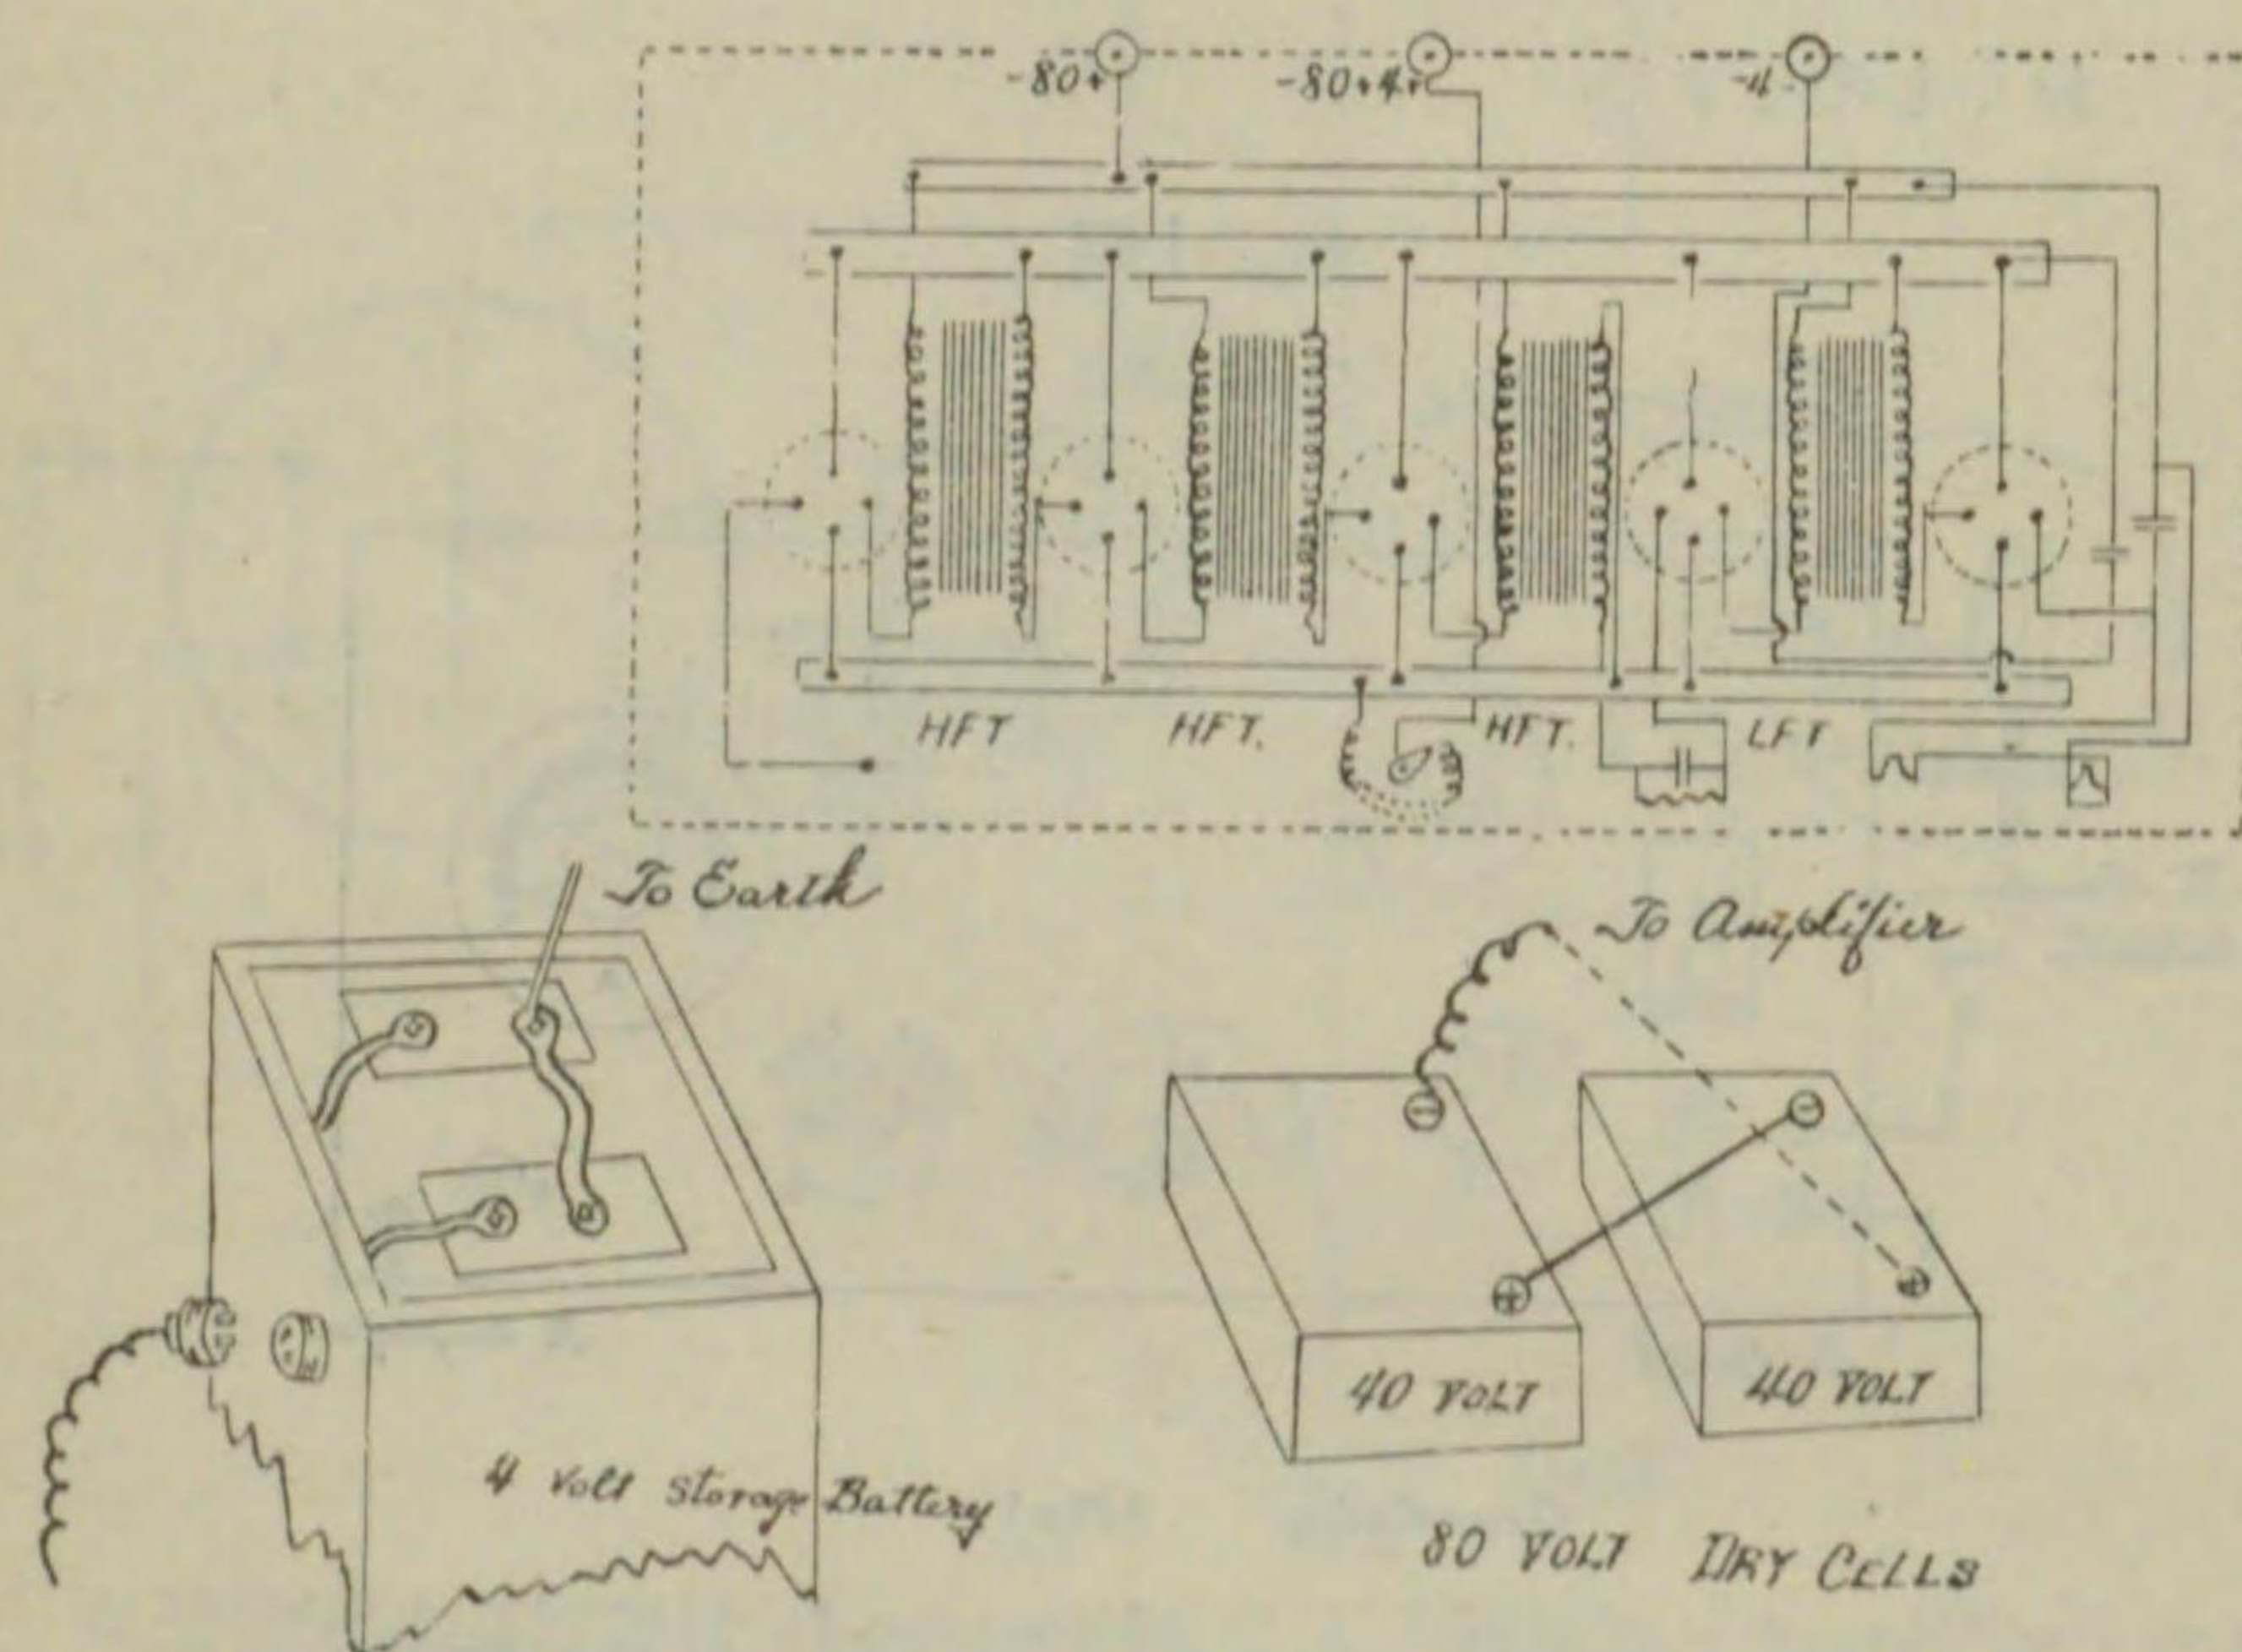 -80+ -80+4+ -4-
HFT HFT. HFT. LFT
To Earth
To Amplifier
40 VOLT 40 VOLT
4 Volt Storage Battery
80 VOLT DRY CELLS